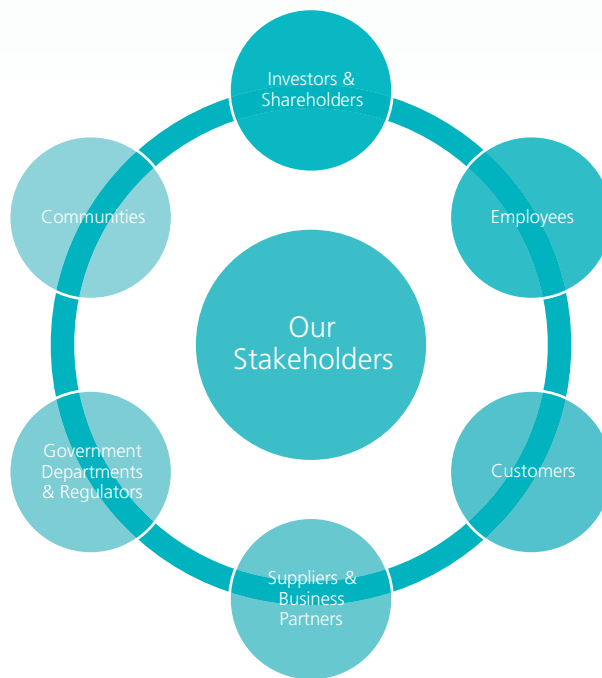 Investors &
Shareholders
Employees
Customers
Suppliers &
Business
Partners
Government
Departments
& Regulators
Communities
Our
Stakeholders